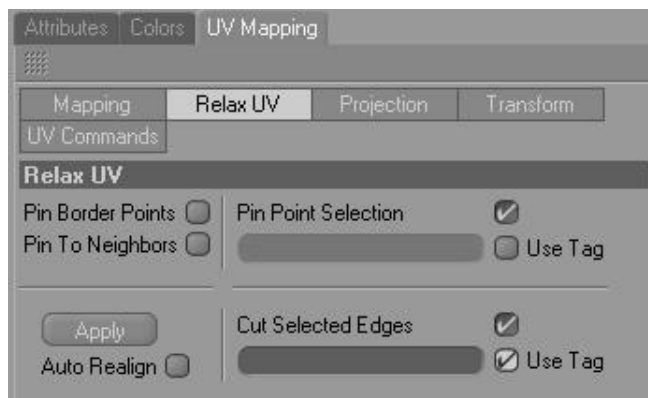 Attributes Colors UV Mapping
Mapping Relax UV Projection Transform
UV Commands
Relax UV
Pin Border Points Pin Point Selection
Pin To Neighbors Use Tag
Apply Cut Selected Edges
Auto Realign Use Tag